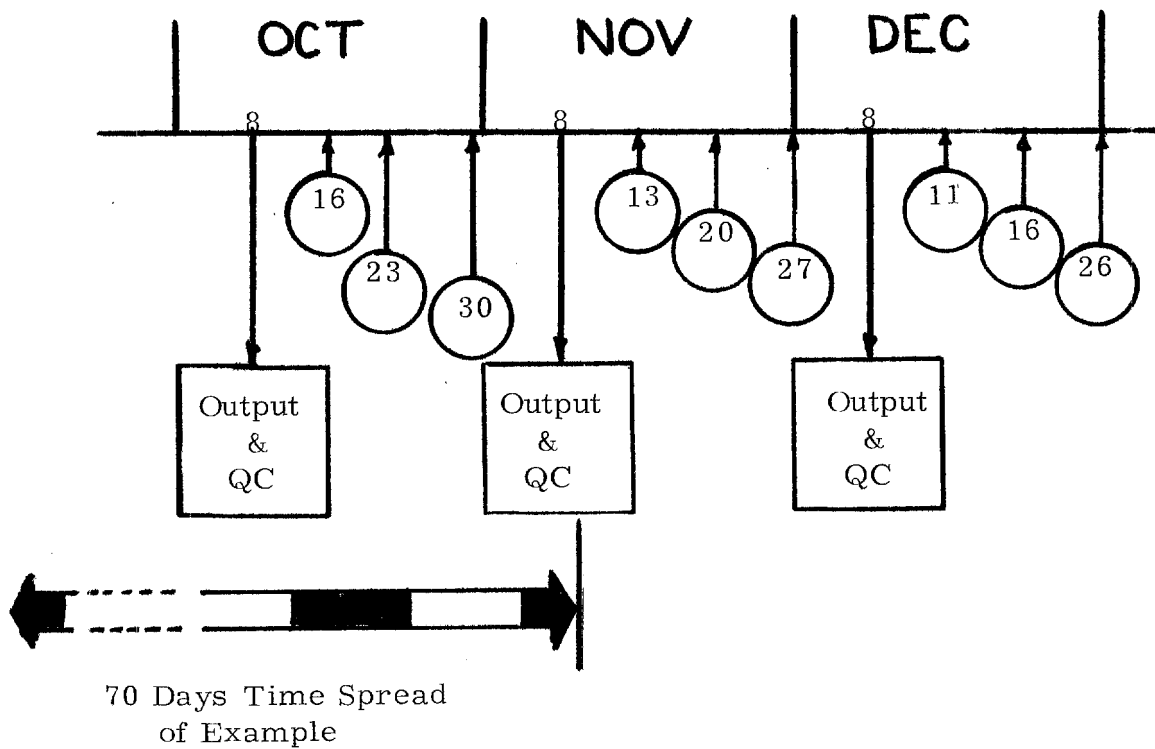 OCT NOV DEC
8 8 8
16 13 11
23 20 16
30 27 26
Output
&
QC
Output
&
QC
Output
&
QC
70 Days Time Spread
of Example